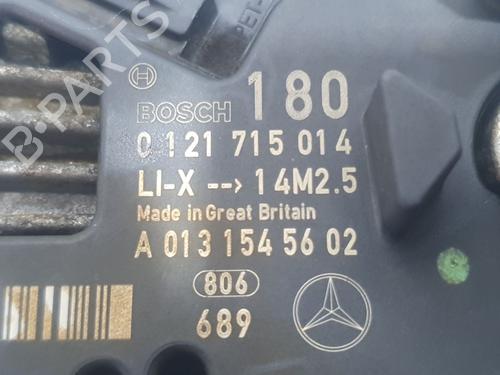 PET-
BOSCH 180
0 121 715 014
LI-X --> 14M2.5
Made in Great Britain
A 013 154 56 02
806
689
B-PARTS